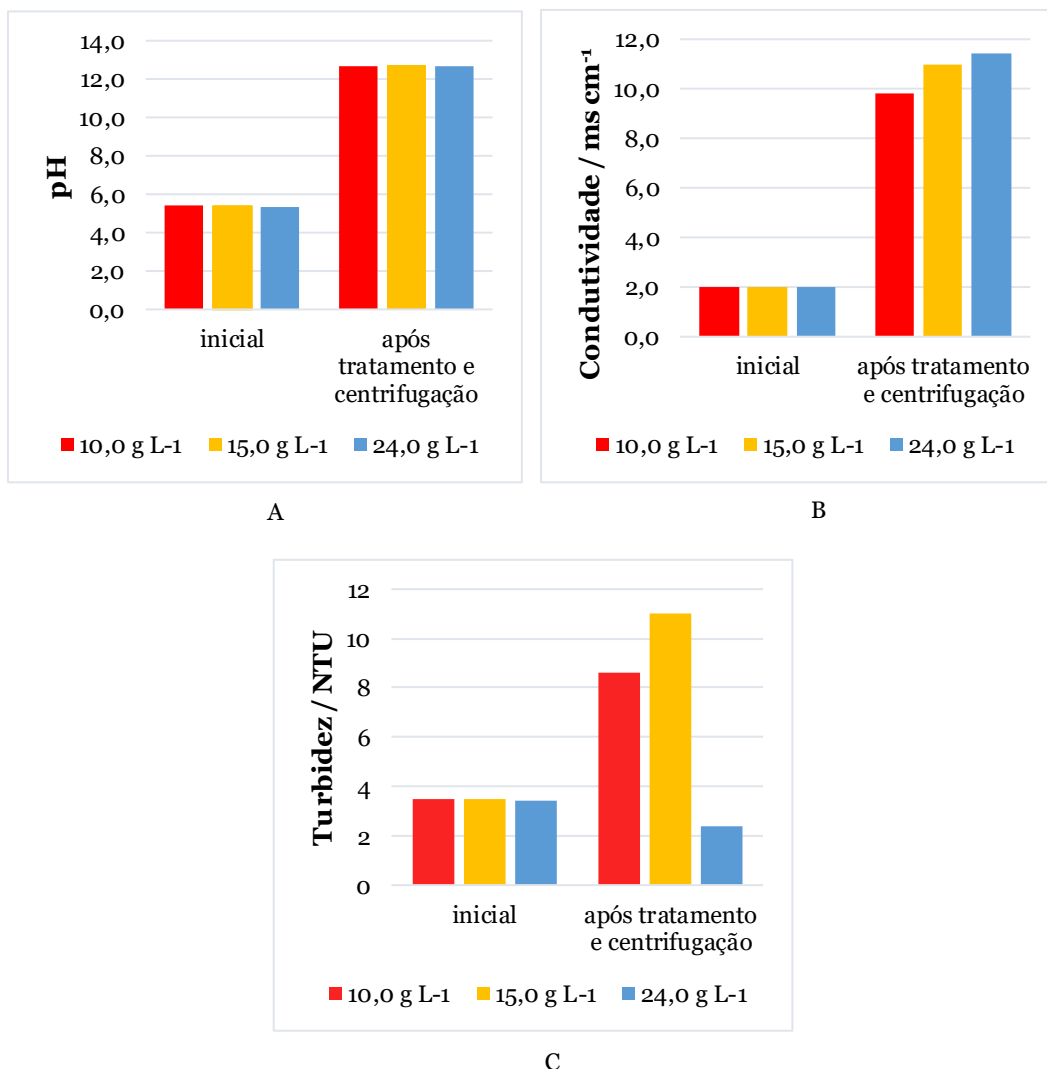 pH
14,0
12,0
10,0
8,0
6,0
4,0
2,0
0,0
inicial
após
tratamento e
centrifugação
10,0 g L-1 15,0 g L-1 24,0 g L-1
A
Condutividade / ms cm⁻¹
12,0
10,0
8,0
6,0
4,0
2,0
0,0
inicial
após tratamento
e centrifugação
10,0 g L-1 15,0 g L-1 24,0 g L-1
B
Turbidez / NTU
12
10
8
6
4
2
0
inicial
após tratamento
e centrifugação
10,0 g L-1 15,0 g L-1 24,0 g L-1
C